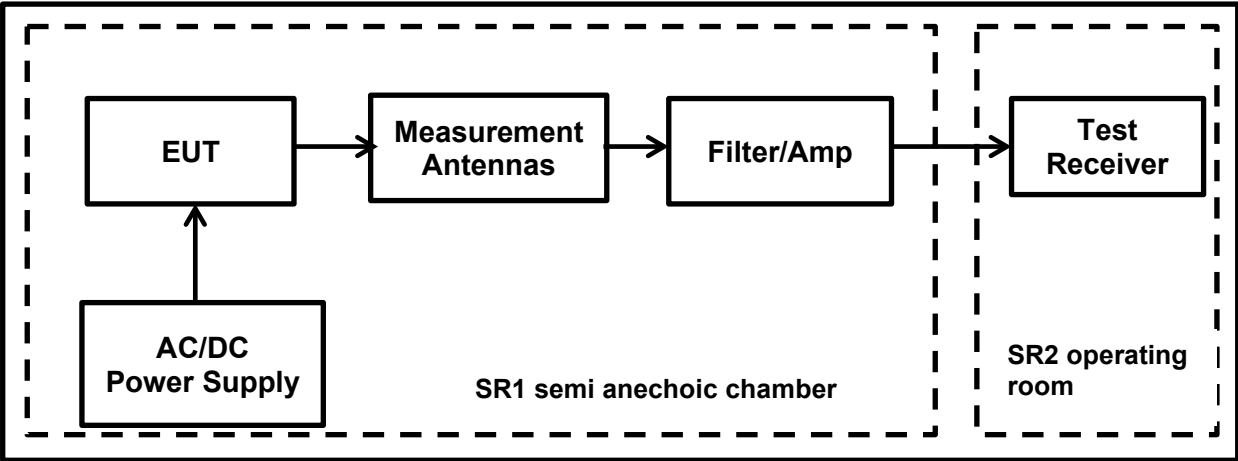 EUT
Measurement
Antennas
Filter/Amp
Test
Receiver
AC/DC
Power Supply
SR1 semi anechoic chamber
SR2 operating
room